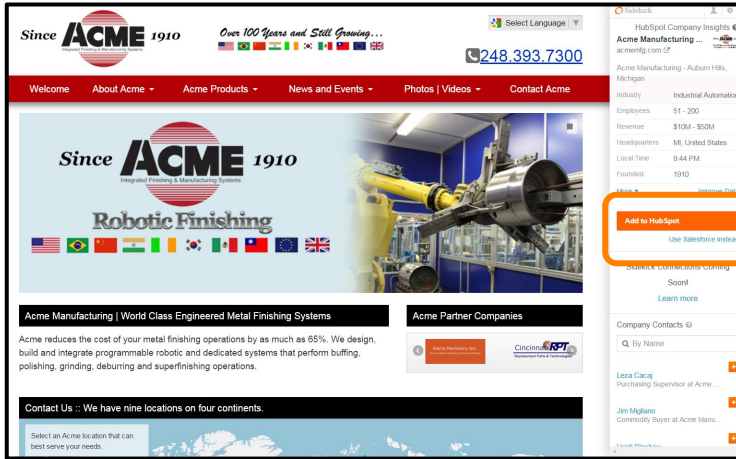 Since ACME 1910
Integrated Finishing & Manufacturing Systems
Over 100 Years and Still Growing...
Select Language ▼
248.393.7300
Welcome About Acme Acme Products News and Events Photos | Videos Contact Acme
Since ACME 1910
Integrated Finishing & Manufacturing Systems
Robotic Finishing
Acme Manufacturing | World Class Engineered Metal Finishing Systems
Acme reduces the cost of your metal finishing operations by as much as 65%. We design,
build and integrate programmable robotic and dedicated systems that perform buffing,
polishing, grinding, deburring and superfinishing operations.
Acme Partner Companies
Sierra Machinery, Inc.
Cincinnati RPT
Replacement Parts & Technologies
Contact Us :: We have nine locations on four continents.
Select an Acme location that can
best serve your needs.
HubSpot Company Insights
Acme Manufacturing ...
acmemfg.com
Acme Manufacturing - Auburn Hills,
Michigan
Industry Industrial Automation
Employees 51 - 200
Revenue $10M - $50M
Headquarters MI, United States
Local Time 9:44 PM
Founded 1910
More Improve Data
Add to HubSpot
Use Salesforce instead
Sidekick Connections Coming
Soon!
Learn more
Company Contacts
By Name
Leza Cacaj
Purchasing Supervisor at Acme ...
Jim Migliano
Commodity Buyer at Acme Manu...